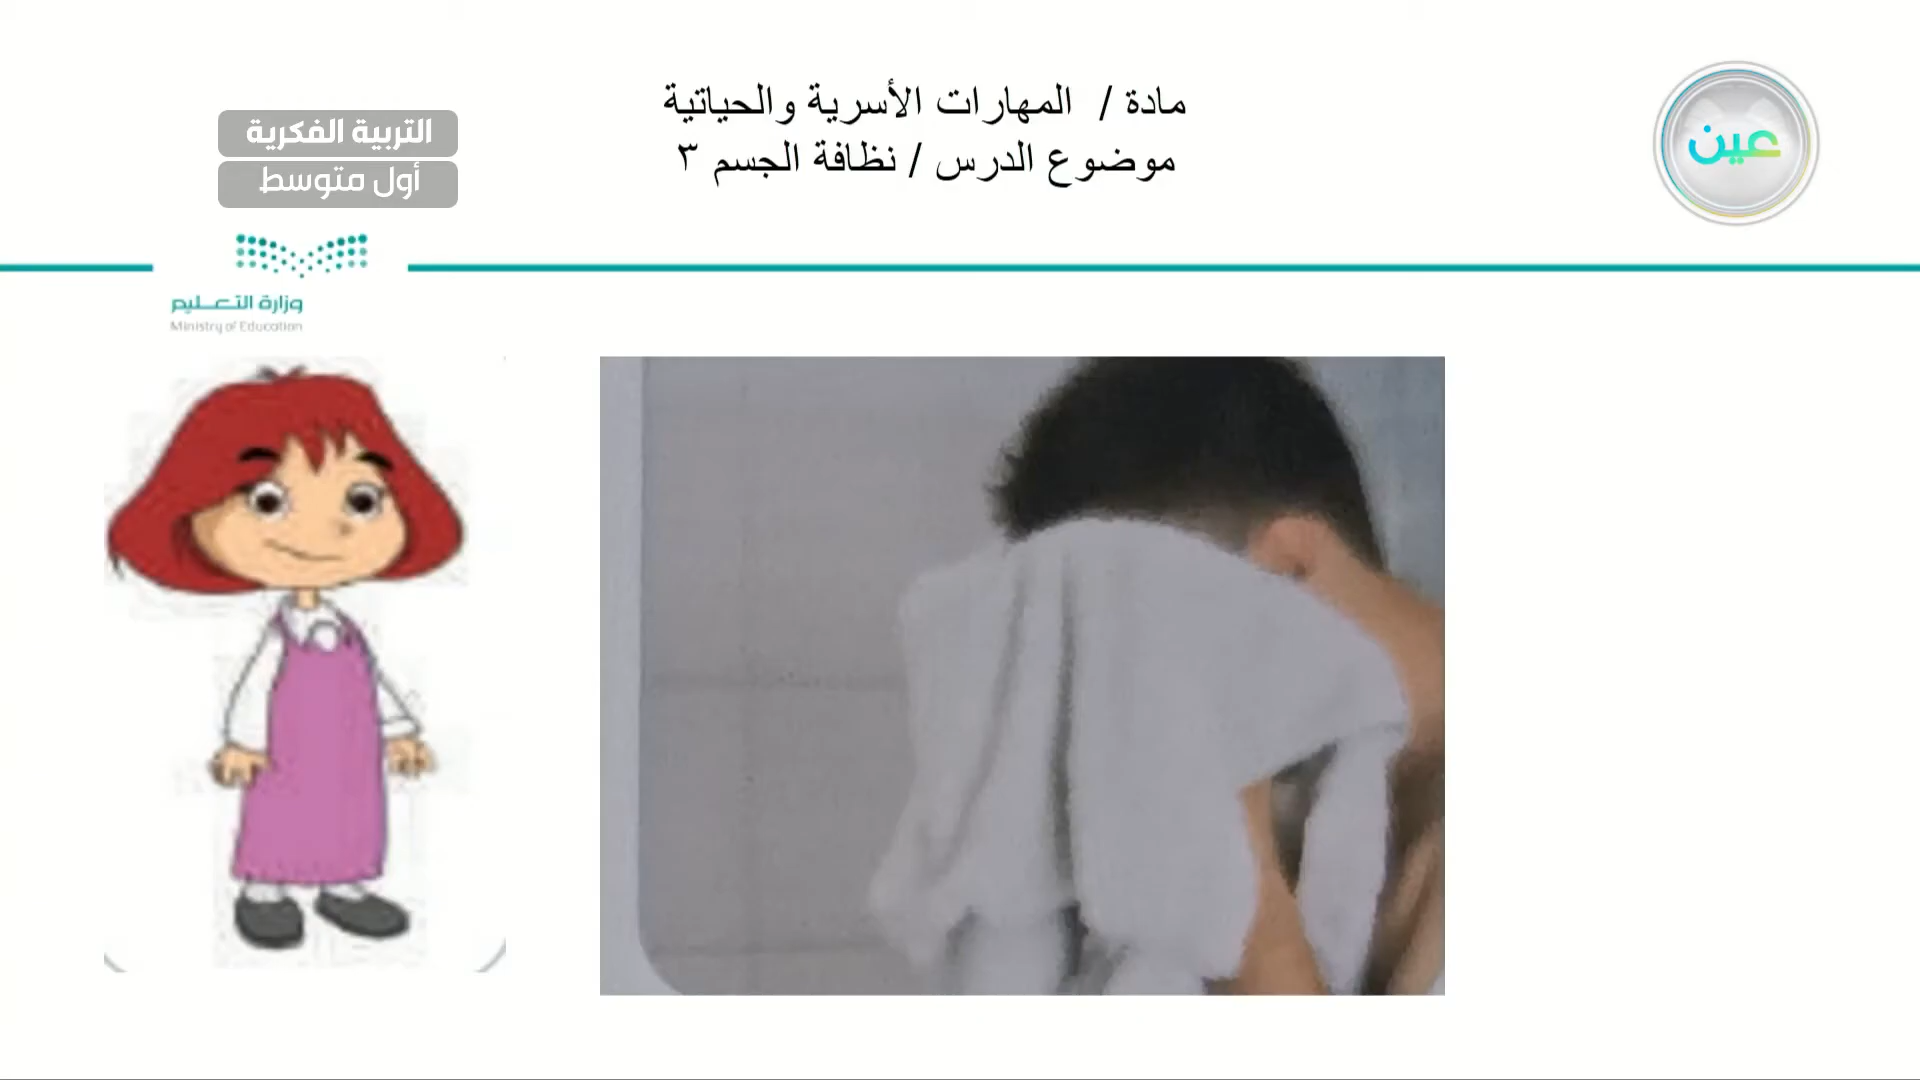 مادة / المهارات الأسرية والحياتية
موضوع الدرس / نظافة الجسم ٣
عين
التربية الفكرية
أول متوسط
وزارة التعليم
Ministry of Education